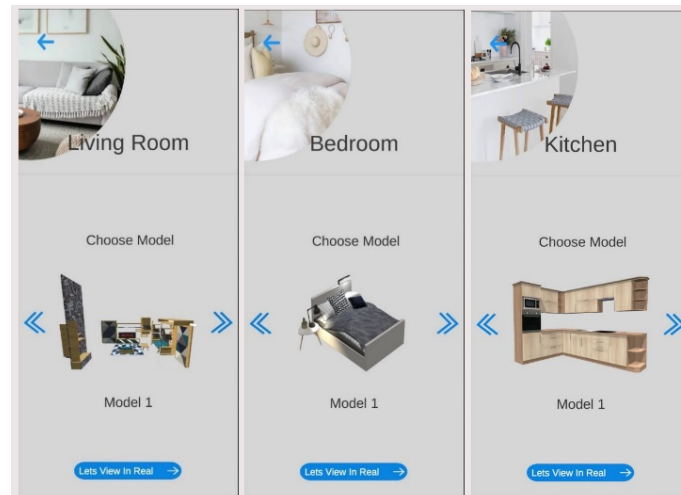 Living Room
Choose Model
Model 1
Lets View In Real
Bedroom
Choose Model
Model 1
Lets View In Real
Kitchen
Choose Model
Model 1
Lets View In Real